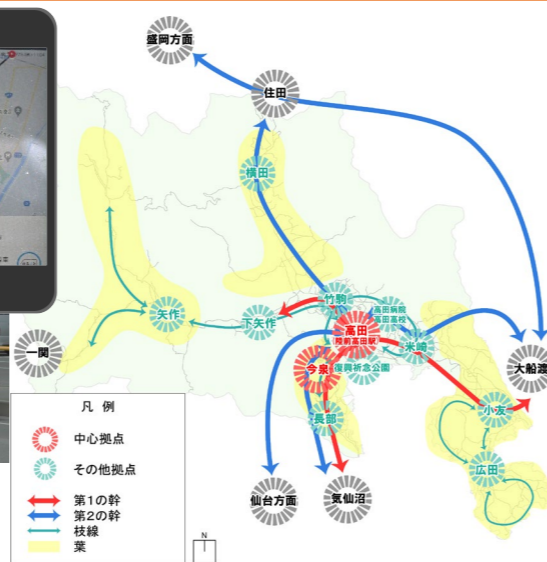 盛岡方面
住田
横田
竹駒
高田病院
高田高校
矢作
下矢作
高田
陸前高田駅
米崎
一関
今泉
復興祈念公園
大船渡
長部
小友
広田
仙台方面
気仙沼
凡 例
中心拠点
その他拠点
第1の幹
第2の幹
枝線
葉
N